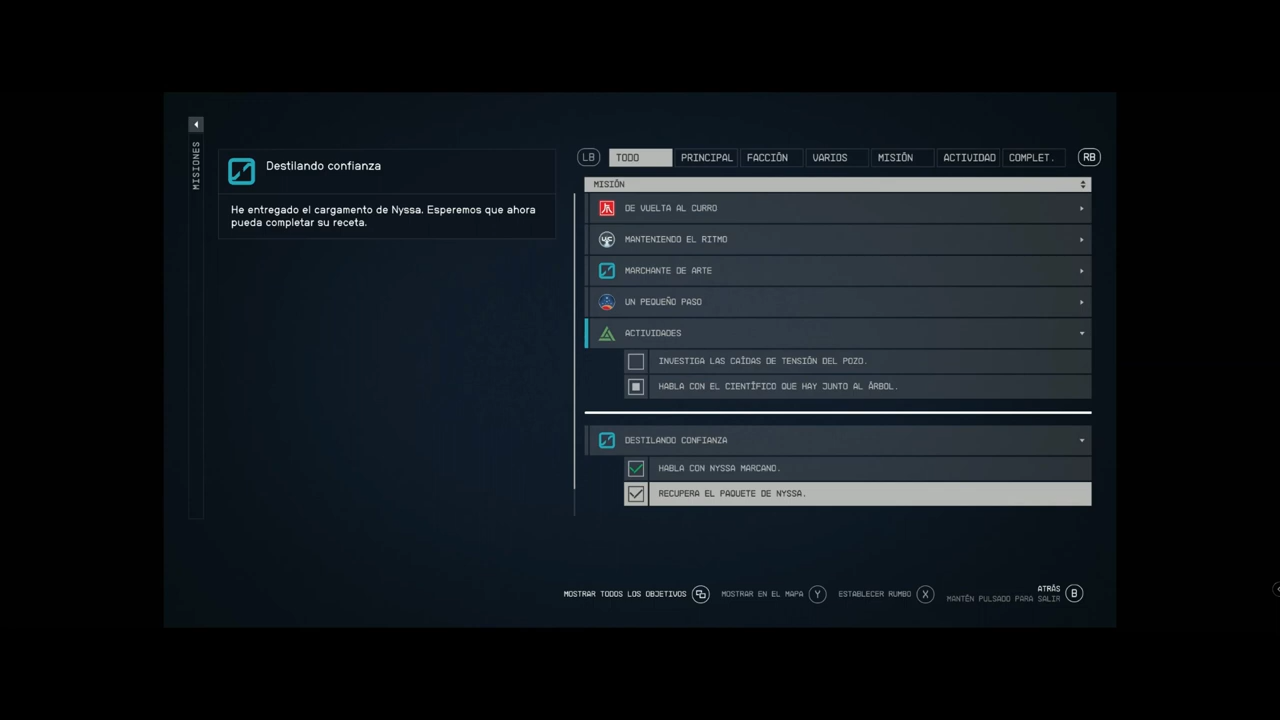 MISIONES
Destilando confianza
He entregado el cargamento de Nyssa. Esperemos que ahora
pueda completar su receta.
LB TODO PRINCIPAL FACCIÓN VARIOS MISIÓN ACTIVIDAD COMPLET. RB
MISIÓN
DE VUELTA AL CURRO
UC MANTENIENDO EL RITMO
MARCHANTE DE ARTE
UN PEQUEÑO PASO
ACTIVIDADES
INVESTIGA LAS CAÍDAS DE TENSIÓN DEL POZO.
HABLA CON EL CIENTÍFICO QUE HAY JUNTO AL ÁRBOL.
DESTILANDO CONFIANZA
HABLA CON NYSSA MARCANO.
RECUPERA EL PAQUETE DE NYSSA.
MOSTRAR TODOS LOS OBJETIVOS MOSTRAR EN EL MAPA Y ESTABLECER RUMBO X ATRÁS B
MANTÉN PULSADO PARA SALIR